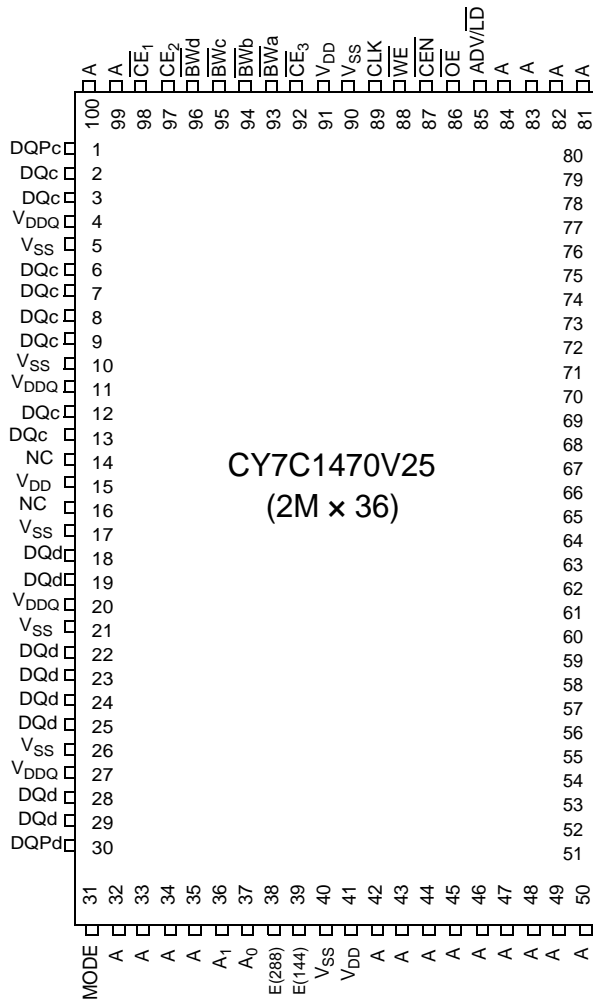 A
A
CE1
CE2
BWd
BWc
BWb
BWa
CE3
VDD
VSS
CLK
WE
CEN
OE
ADV/LD
A
A
A
A
100
99
98
97
96
95
94
93
92
91
90
89
88
87
86
85
84
83
82
81
DQPc 1
DQc 2
DQc 3
VDDQ 4
VSS 5
DQc 6
DQc 7
DQc 8
DQc 9
VSS 10
VDDQ 11
DQc 12
DQc 13
NC 14
VDD 15
NC 16
VSS 17
DQd 18
DQd 19
VDDQ 20
VSS 21
DQd 22
DQd 23
DQd 24
DQd 25
VSS 26
VDDQ 27
DQd 28
DQd 29
DQPd 30
CY7C1470V25
(2M × 36)
80
79
78
77
76
75
74
73
72
71
70
69
68
67
66
65
64
63
62
61
60
59
58
57
56
55
54
53
52
51
31
32
33
34
35
36
37
38
39
40
41
42
43
44
45
46
47
48
49
50
MODE
A
A
A
A
A1
A0
E(288)
E(144)
VSS
VDD
A
A
A
A
A
A
A
A
A